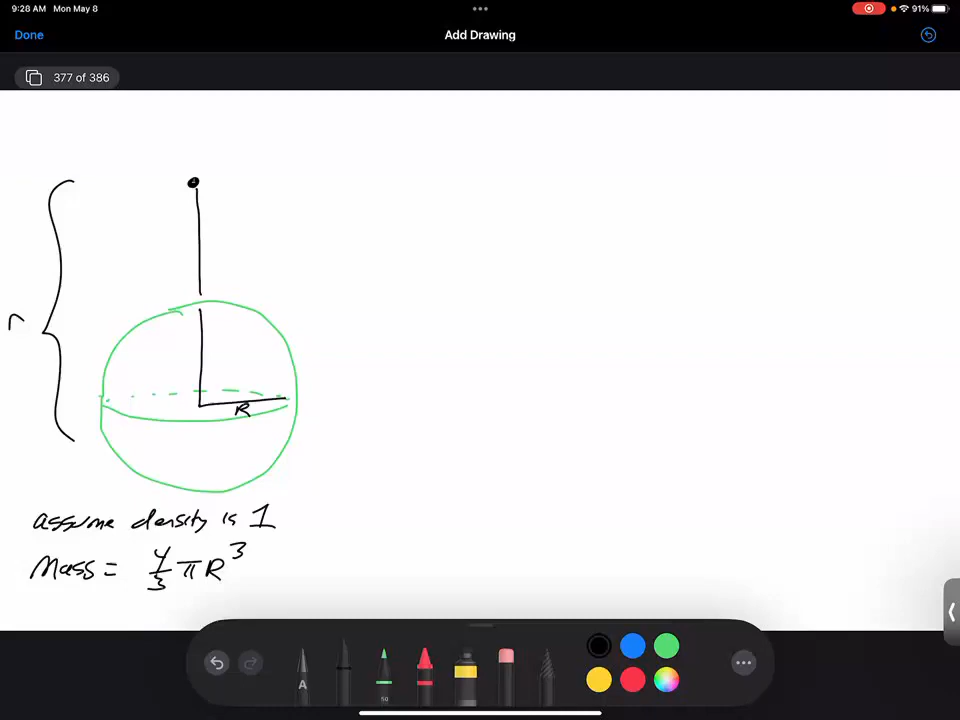 9:28 AM Mon May 8
91%
Done
Add Drawing
377 of 386
r
R
assume density is 1
Mass = 4/3 πR³
A
50